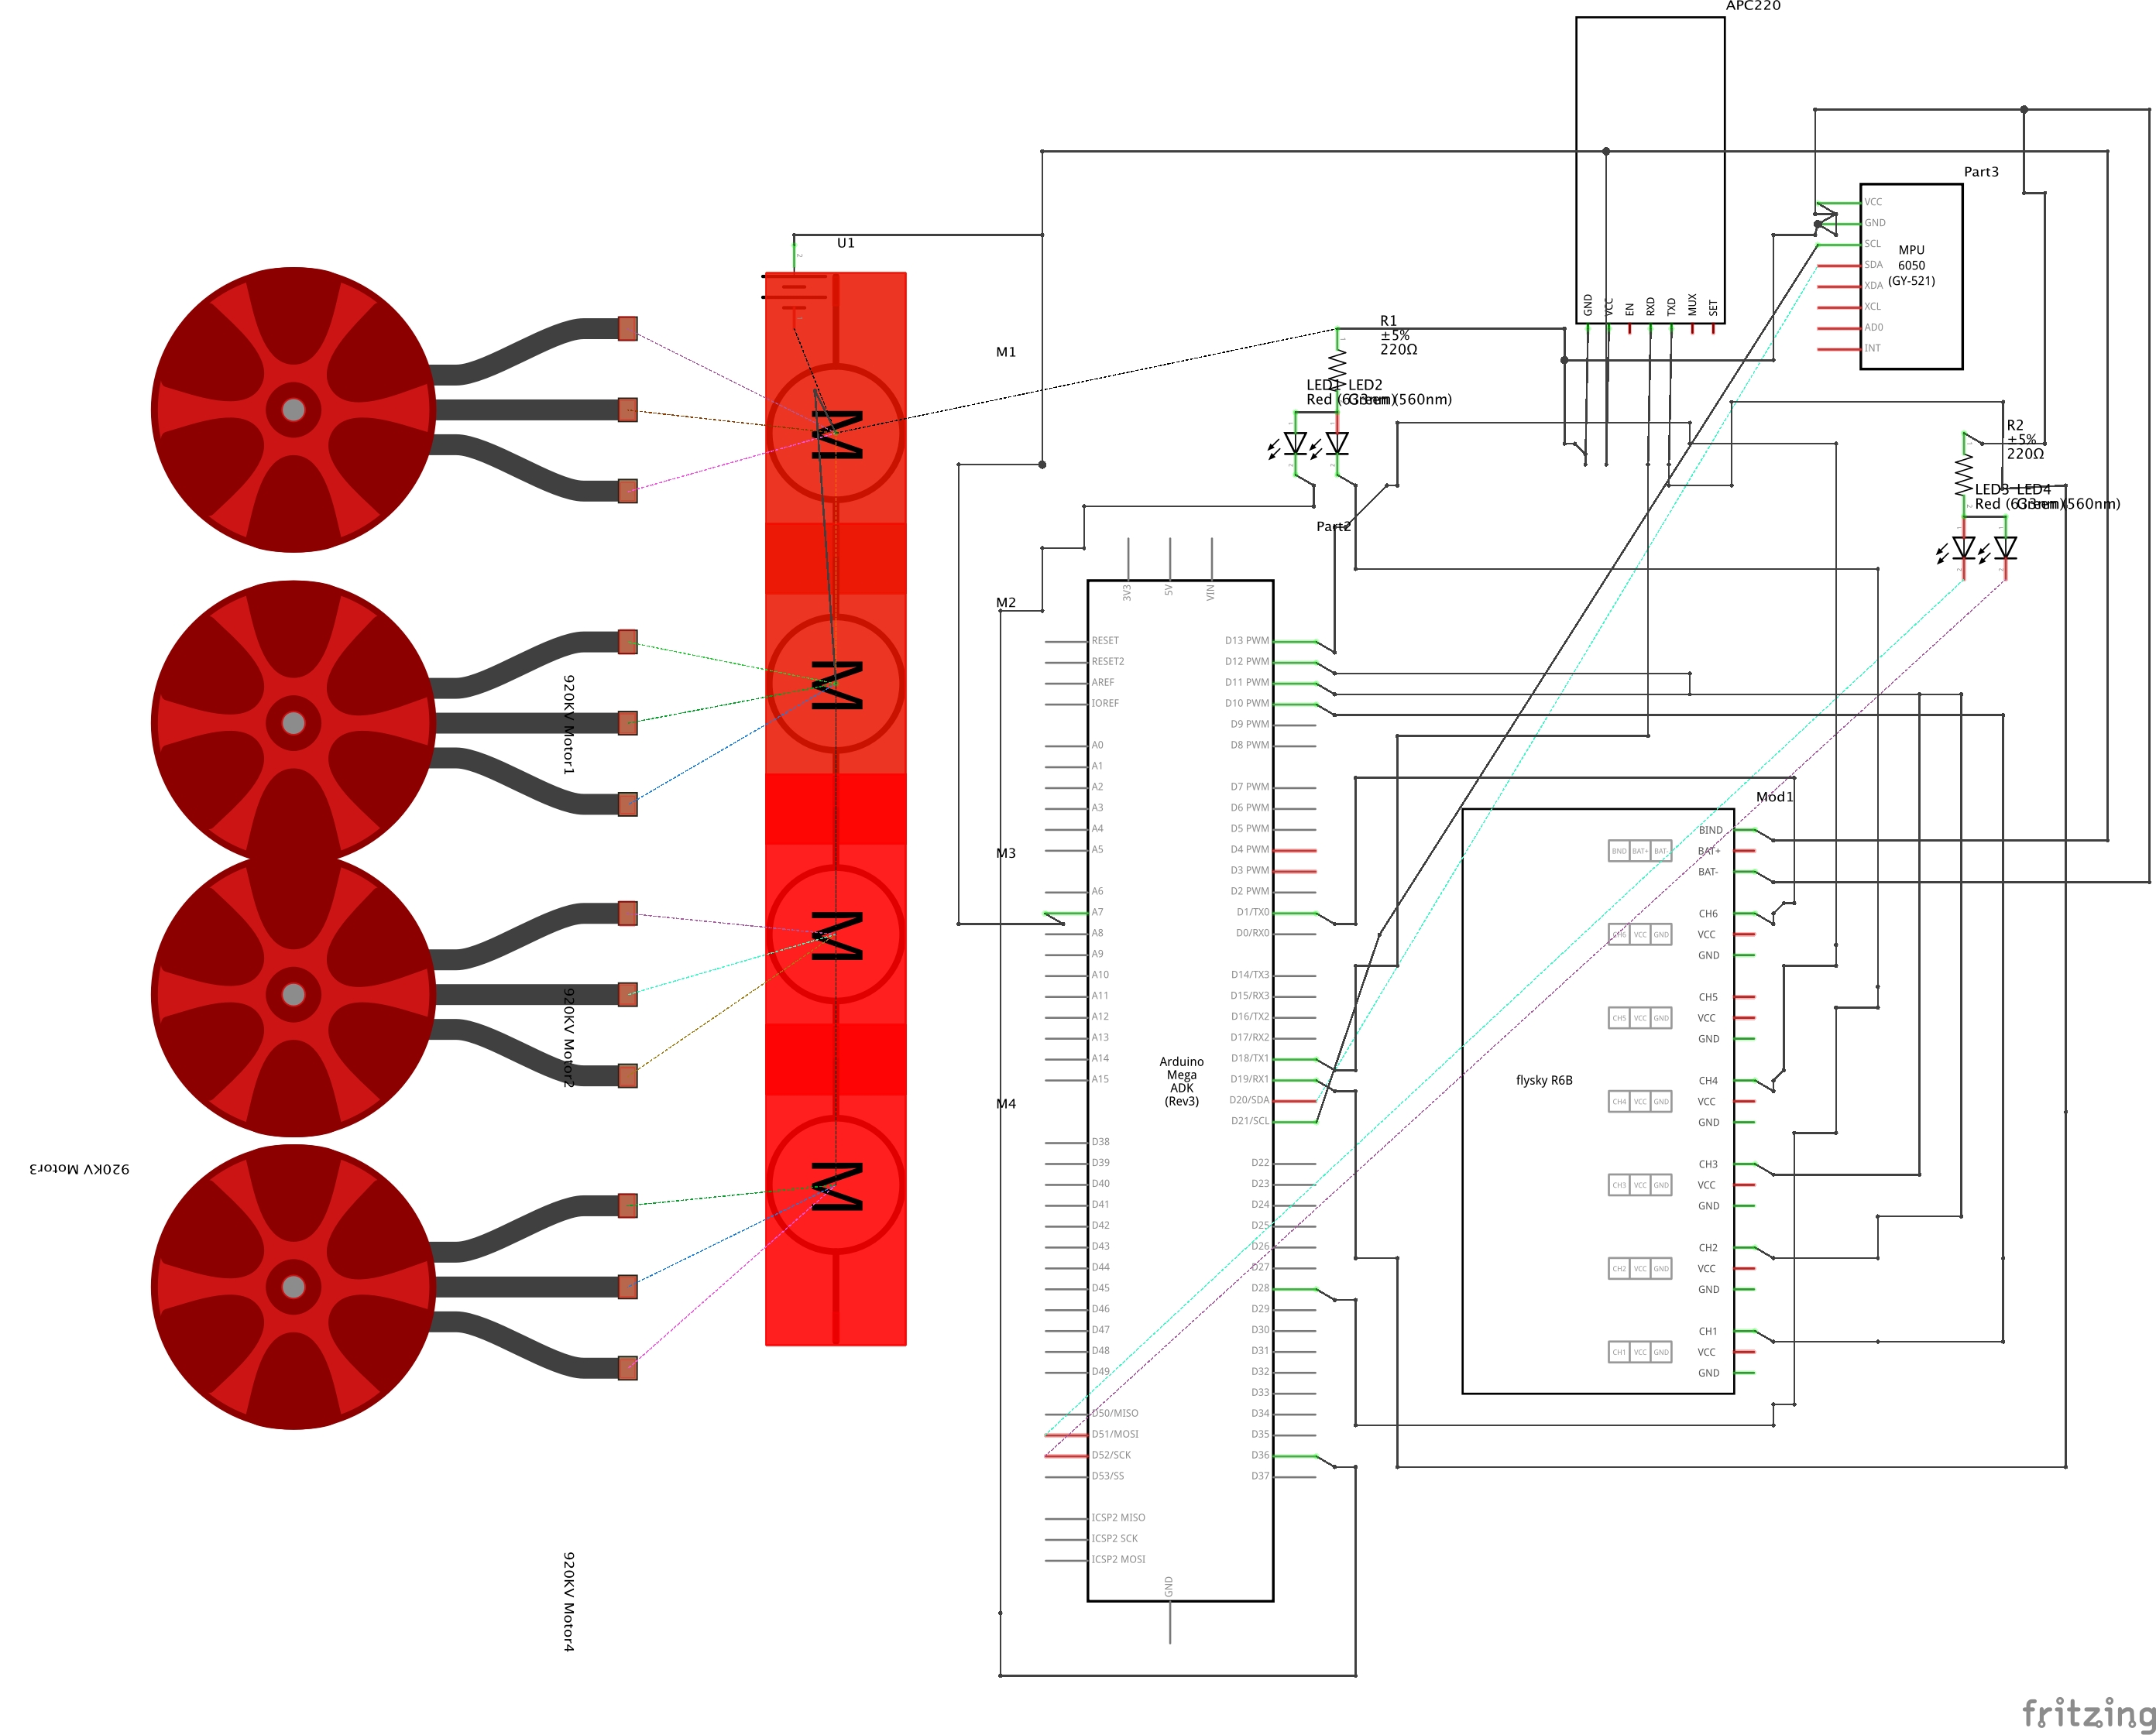 APC220
GND
VCC
EN
RXD
TXD
MUX
SET
Part3
VCC
GND
SCL
SDA
XDA
XCL
AD0
INT
MPU
6050
(GY-521)
U1
2
1
M1
M
M2
M
M3
M
M4
M
R1
±5%
220Ω
LED1
LED2
Red (633nm)
Green (560nm)
R2
±5%
220Ω
LED3
LED4
Red (633nm)
Green (560nm)
Part2
3V3
5V
VIN
RESET
RESET2
AREF
IOREF
A0
A1
A2
A3
A4
A5
A6
A7
A8
A9
A10
A11
A12
A13
A14
A15
D38
D39
D40
D41
D42
D43
D44
D45
D46
D47
D48
D49
D50/MISO
D51/MOSI
D52/SCK
D53/SS
ICSP2 MISO
ICSP2 SCK
ICSP2 MOSI
GND
Arduino
Mega
ADK
(Rev3)
D13 PWM
D12 PWM
D11 PWM
D10 PWM
D9 PWM
D8 PWM
D7 PWM
D6 PWM
D5 PWM
D4 PWM
D3 PWM
D2 PWM
D1/TX0
D0/RX0
D14/TX3
D15/RX3
D16/TX2
D17/RX2
D18/TX1
D19/RX1
D20/SDA
D21/SCL
D22
D23
D24
D25
D26
D27
D28
D29
D30
D31
D32
D33
D34
D35
D36
D37
Mod1
flysky R6B
BND BAT+ BAT-
CH6 VCC GND
CH5 VCC GND
CH4 VCC GND
CH3 VCC GND
CH2 VCC GND
CH1 VCC GND
BIND
BAT+
BAT-
CH6
VCC
GND
CH5
VCC
GND
CH4
VCC
GND
CH3
VCC
GND
CH2
VCC
GND
CH1
VCC
GND
920KV Motor1
920KV Motor2
920KV Motor3
920KV Motor4
fritzing